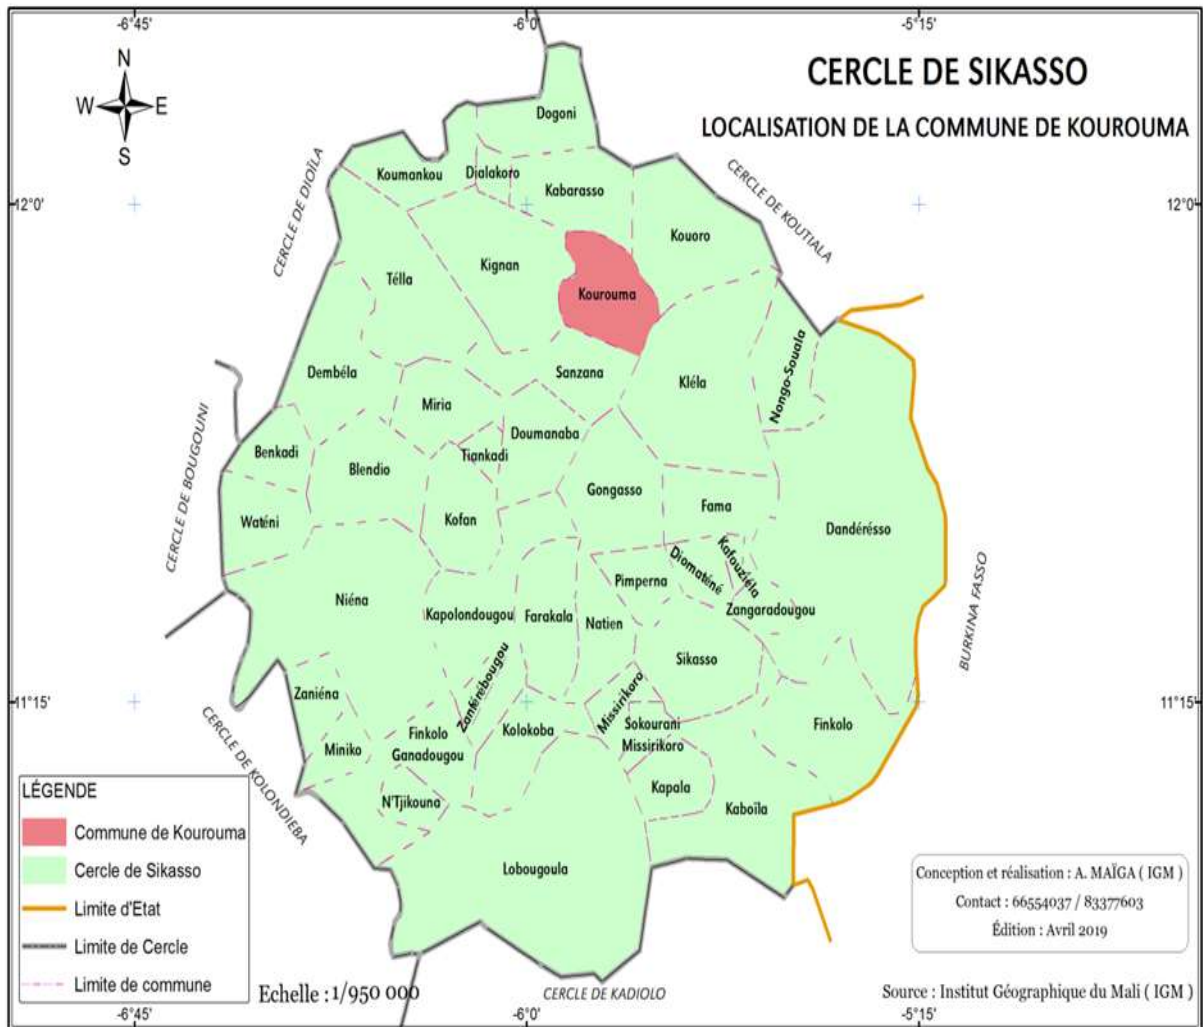 -6°45'
-6°0'
-5°15'
CERCLE DE SIKASSO
LOCALISATION DE LA COMMUNE DE KOUROUMA
N
W
E
S
Dogoni
CERCLE DE DIOÏLA
Koumankou
Dialakoro
Kabarasso
CERCLE DE KOUTIALA
12°0'
12°0'
Kouoro
Kignan
Télla
Kourouma
Nongo-Souala
Dembéla
Sanzana
Kléla
Miria
Doumanaba
Benkadi
Tiankadi
Blendio
CERCLE DE BOUGOUNI
Gongasso
Fama
Waténi
Kofan
Dandérésso
Kafouziéla
Diomaténé
Pimperna
BURKINA FASSO
Niéna
Kapolondougou
Farakala
Natien
Zangaradougou
Sikasso
Zanférébougou
Missirikoro
Zaniéna
11°15'
11°15'
CERCLE DE KOLONDIEBA
Miniko
Finkolo
Ganadougou
Kolokoba
Sokourani
Missirikoro
Finkolo
Kapala
N'Tjikouna
Kaboïla
Lobougoula
LÉGENDE
Commune de Kourouma
Cercle de Sikasso
Limite d'Etat
Limite de Cercle
Limite de commune
Conception et réalisation : A. MAÏGA ( IGM )
Contact : 66554037 / 83377603
Édition : Avril 2019
Echelle : 1/950 000
CERCLE DE KADIOLO
Source : Institut Géographique du Mali ( IGM )
-6°45'
-6°0'
-5°15'